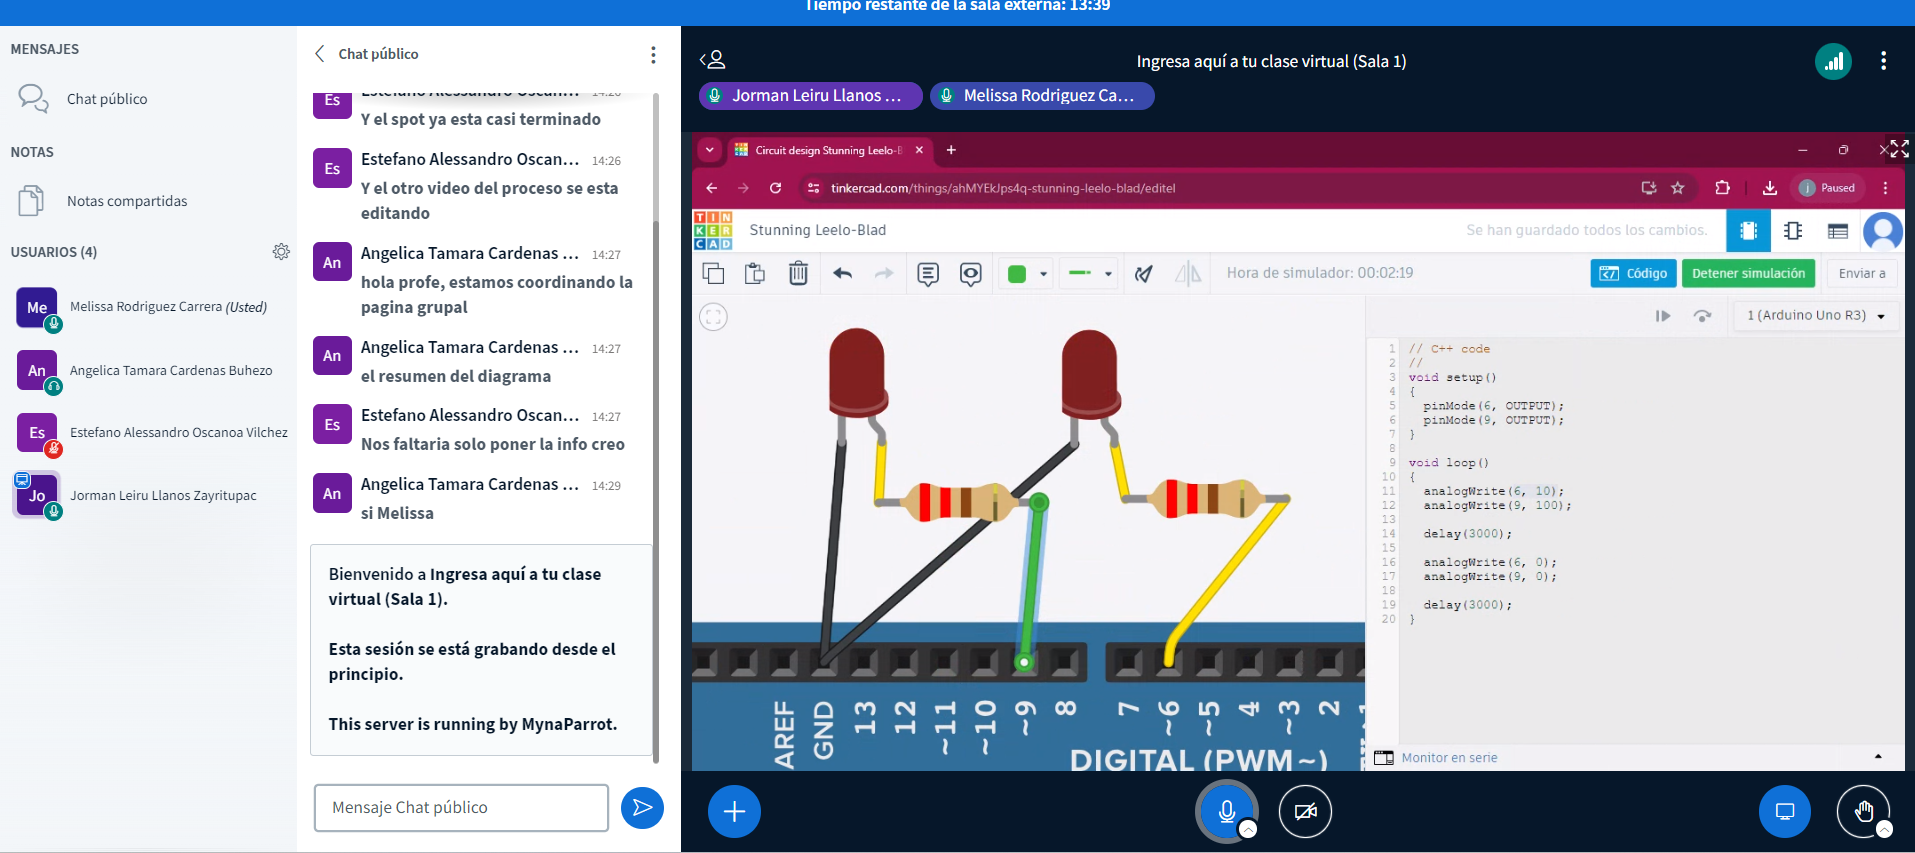 Tiempo restante de la sala externa: 13:39
MENSAJES
Chat público
NOTAS
Notas compartidas
USUARIOS (4)
Me
Melissa Rodriguez Carrera (Usted)
An
Angelica Tamara Cardenas Buhezo
Es
Estefano Alessandro Oscanoa Vilchez
Jo
Jorman Leiru Llanos Zayritupac
Chat público
Es
Estefano Alessandro Oscan... 14:26
Y el spot ya esta casi terminado
Es
Estefano Alessandro Oscan... 14:26
Y el otro video del proceso se esta
editando
An
Angelica Tamara Cardenas ... 14:27
hola profe, estamos coordinando la
pagina grupal
An
Angelica Tamara Cardenas ... 14:27
el resumen del diagrama
Es
Estefano Alessandro Oscan... 14:27
Nos faltaria solo poner la info creo
An
Angelica Tamara Cardenas ... 14:29
si Melissa
Bienvenido a Ingresa aquí a tu clase
virtual (Sala 1).
Esta sesión se está grabando desde el
principio.
This server is running by MynaParrot.
Mensaje Chat público
Ingresa aquí a tu clase virtual (Sala 1)
Jorman Leiru Llanos ...
Melissa Rodriguez Ca...
Circuit design Stunning Leelo-B
tinkercad.com/things/ahMYEkJps4q-stunning-leelo-blad/editel
j Paused
TIN
KER
CAD
Stunning Leelo-Blad
Se han guardado todos los cambios.
Hora de simulador: 00:02:19
Código
Detener simulación
Enviar a
1 (Arduino Uno R3)
1 // C++ code
2 //
3 void setup()
4 {
5 pinMode(6, OUTPUT);
6 pinMode(9, OUTPUT);
7 }
8
9 void loop()
10 {
11 analogWrite(6, 10);
12 analogWrite(9, 100);
13
14 delay(3000);
15
16 analogWrite(6, 0);
17 analogWrite(9, 0);
18
19 delay(3000);
20 }
AREF
GND
13
12
~11
~10
~9
8
7
~6
~5
4
~3
2
DIGITAL (PWM~)
Monitor en serie